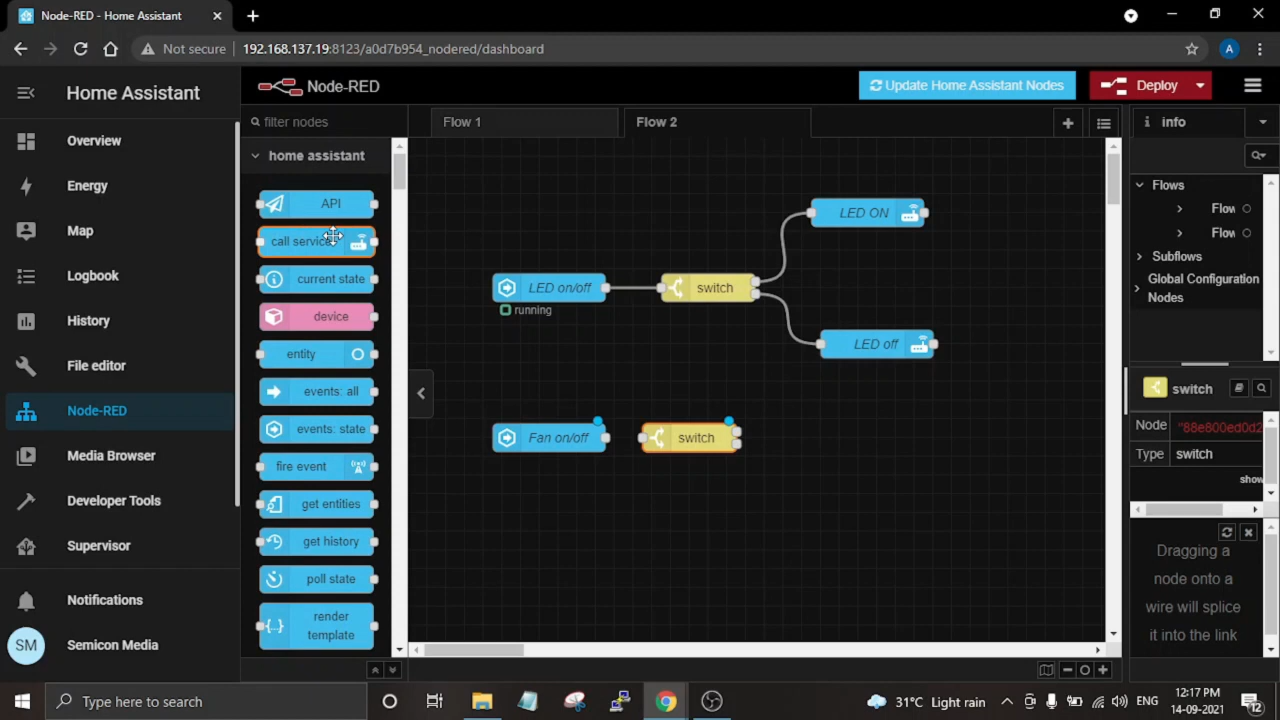 Node-RED - Home Assistant
Not secure
192.168.137.19:8123/a0d7b954_nodered/dashboard
A
Home Assistant
Overview
Energy
Map
Logbook
History
File editor
Node-RED
Media Browser
Developer Tools
Supervisor
Notifications
SM
Semicon Media
Node-RED
Update Home Assistant Nodes
Deploy
filter nodes
home assistant
API
call service
current state
device
entity
events: all
events: state
fire event
get entities
get history
poll state
render
template
Flow 1
Flow 2
LED on/off
running
switch
LED ON
LED off
Fan on/off
switch
info
Flows
Flow
Flow
Subflows
Global Configuration
Nodes
switch
Node
"88e800ed0d2
Type
switch
show
Dragging a
node onto a
wire will splice
it into the link
Type here to search
31°C Light rain
ENG
12:17 PM
14-09-2021
12